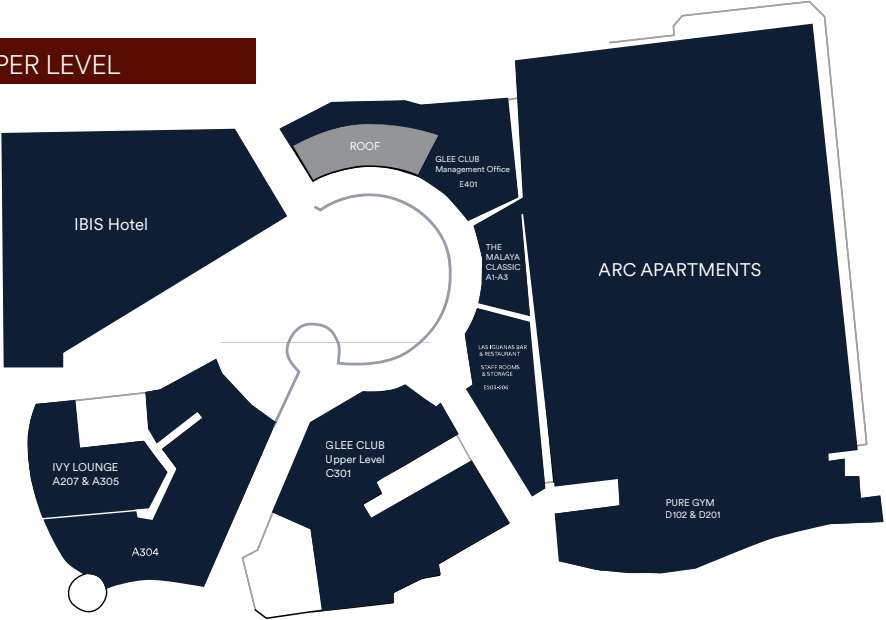 PER LEVEL
ROOF
GLEE CLUB
Management Office
E401
IBIS Hotel
THE
MALAYA
CLASSIC
A1-A3
ARC APARTMENTS
LAS IGUANAS BAR
& RESTAURANT
STAFF ROOMS
& STORAGE
GLEE CLUB
Upper Level
C301
IVY LOUNGE
A207 & A305
PURE GYM
D102 & D201
A304